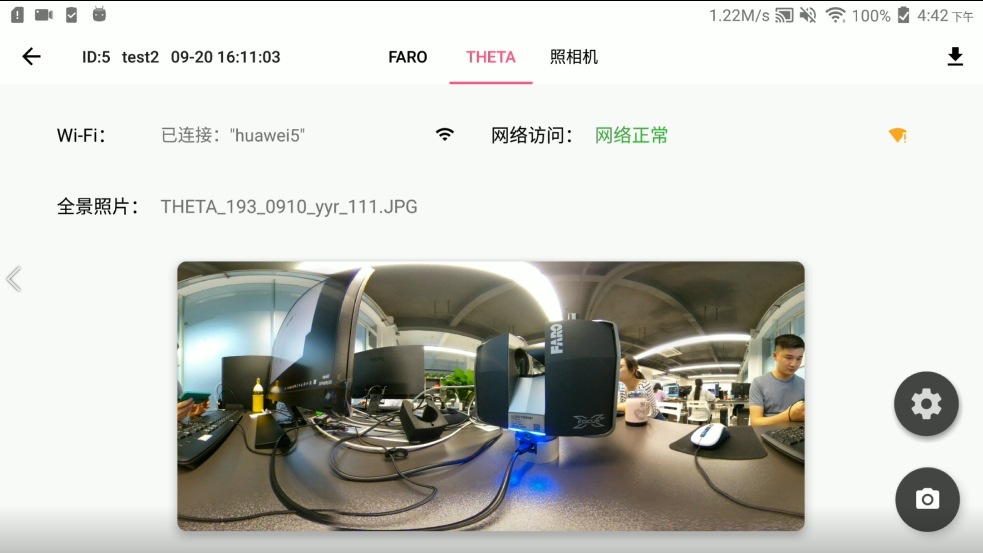 1.22M/s 100% 4:42 下午
ID:5 test2 09-20 16:11:03 FARO THETA 照相机
Wi-Fi： 已连接："huawei5" 网络访问： 网络正常
全景照片： THETA_193_0910_yyr_111.JPG
FARO